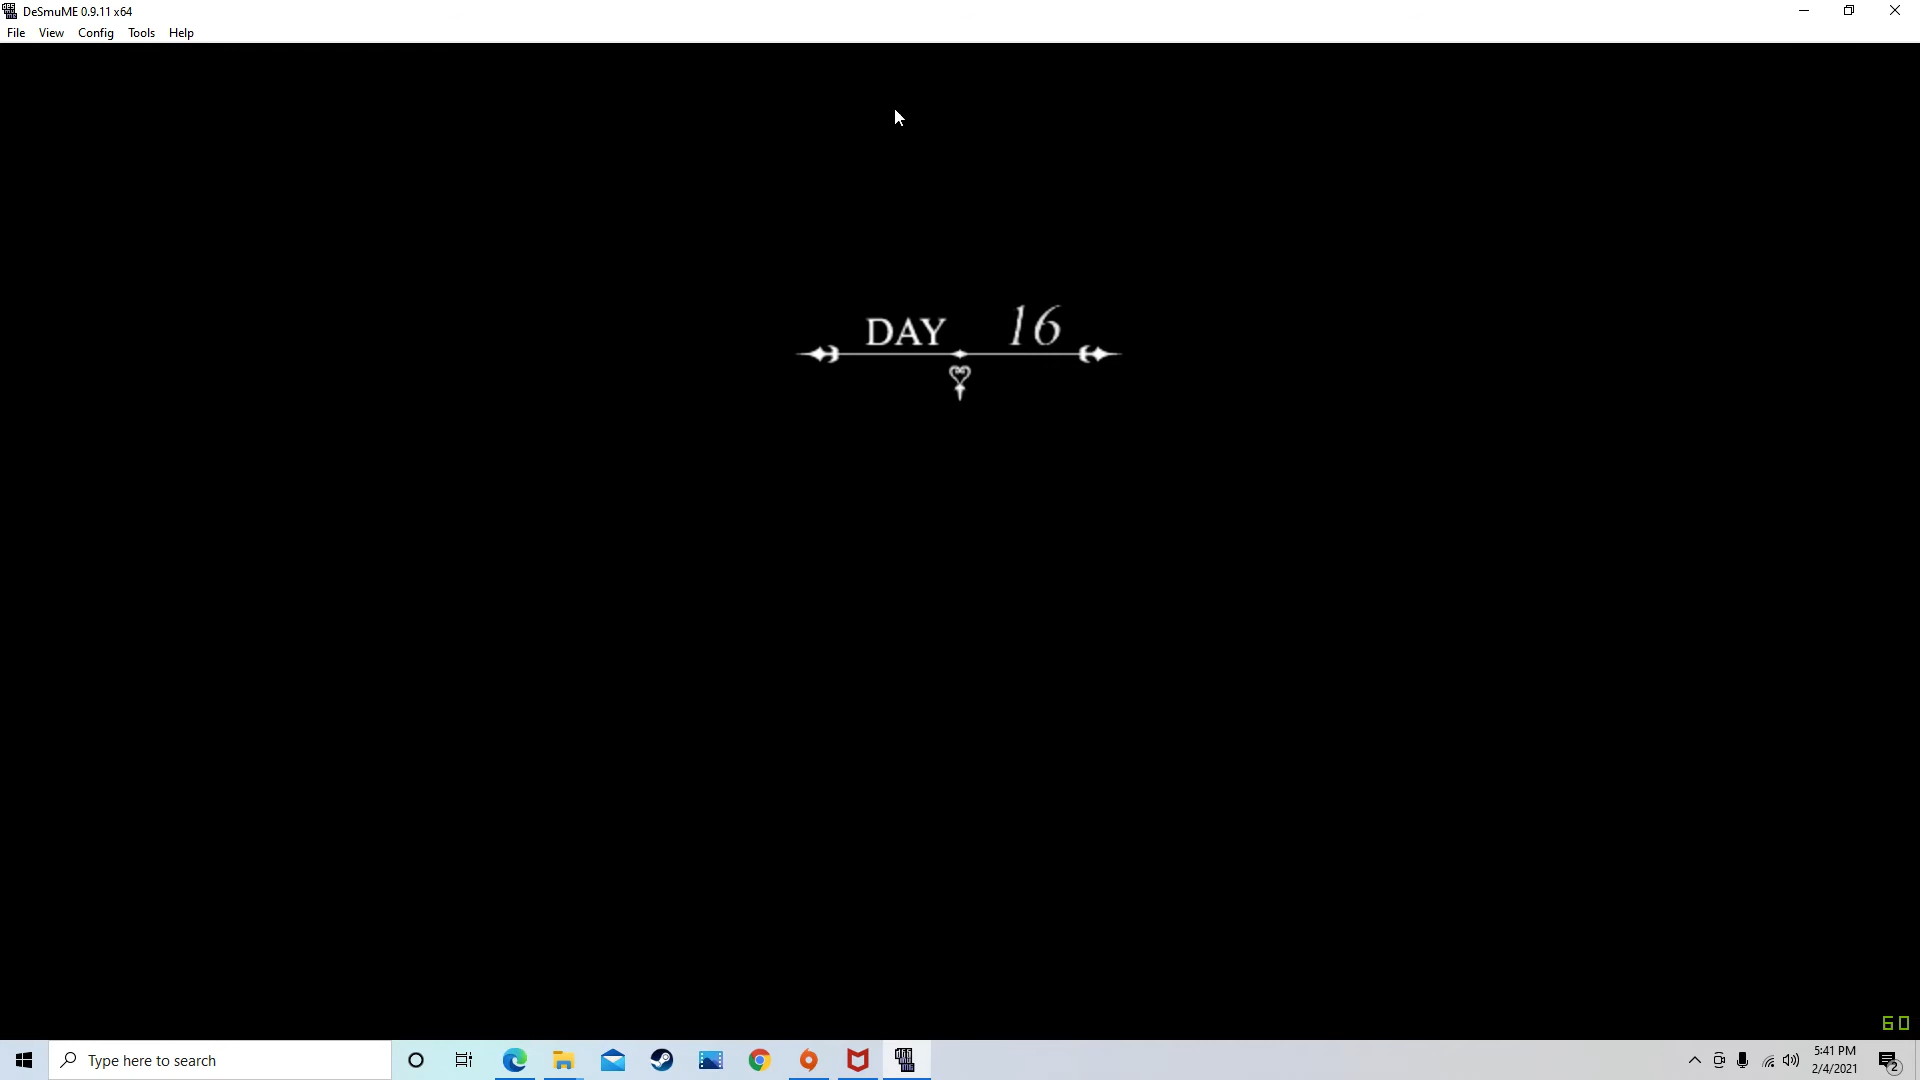 DeSmuME 0.9.11 x64
File View Config Tools Help
DAY 16
60
Type here to search
5:41 PM
2/4/2021
2